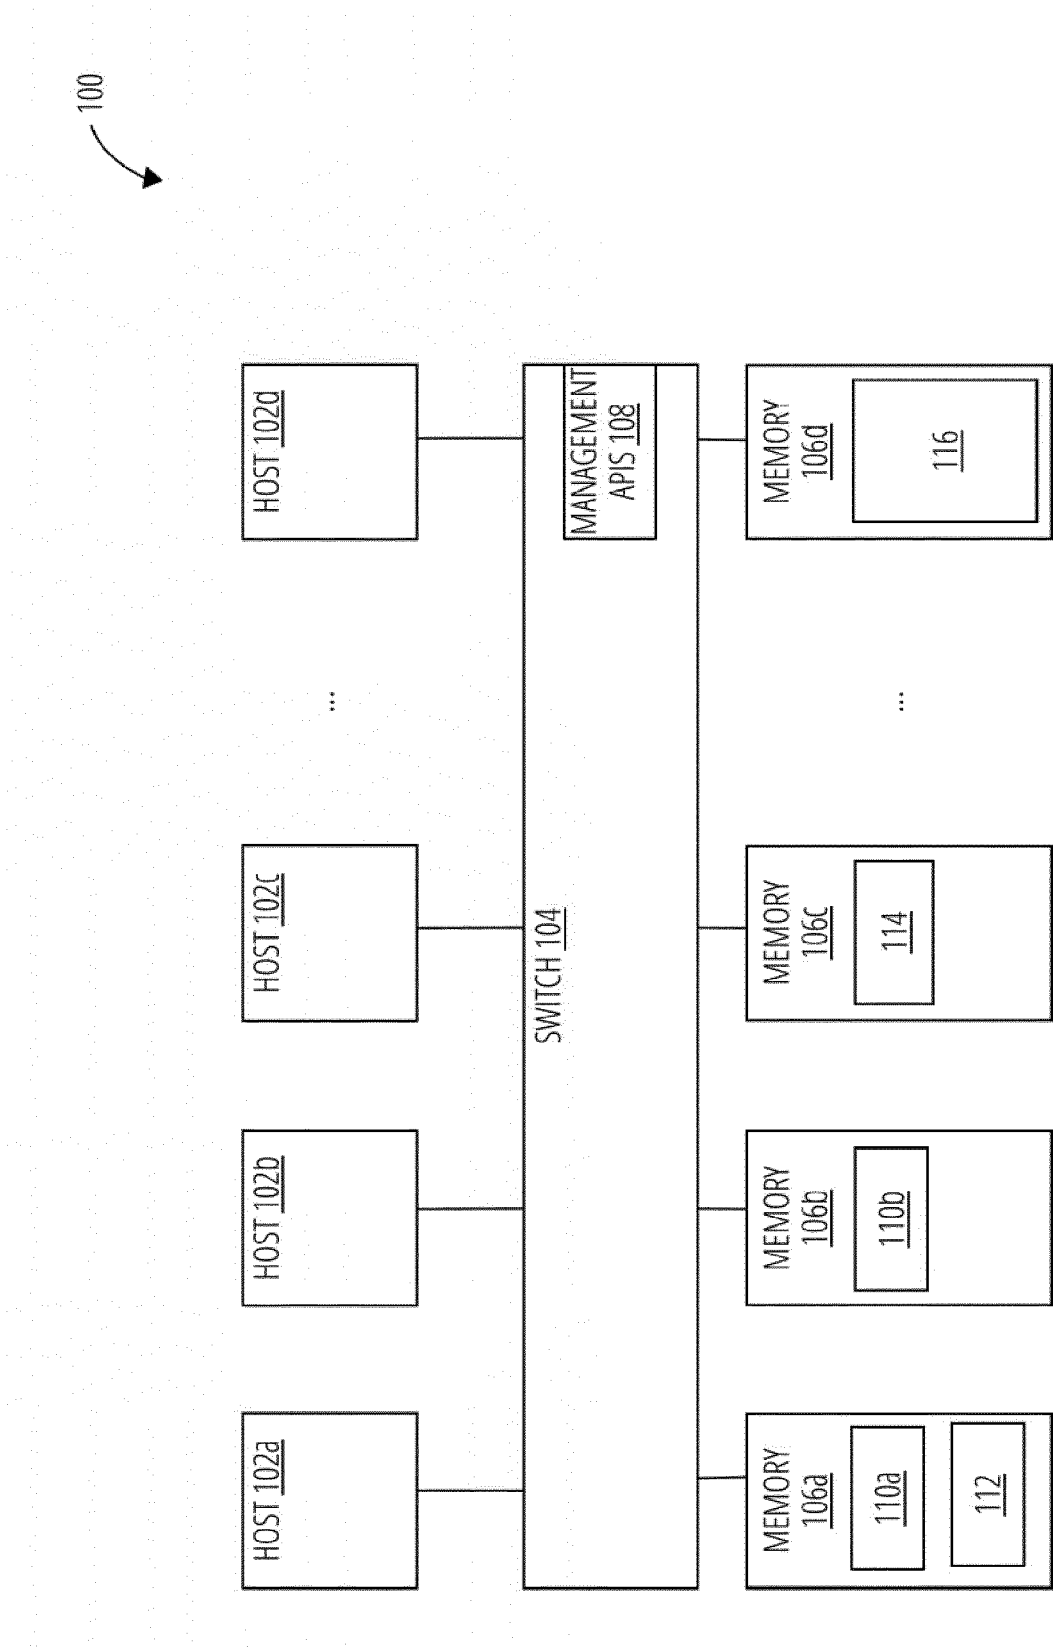 100
HOST 102a
HOST 102b
HOST 102c
...
HOST 102d
SWITCH 104
MANAGEMENT
APIS 108
MEMORY
106a
110a
112
MEMORY
106b
110b
MEMORY
106c
114
...
MEMORY
106d
116